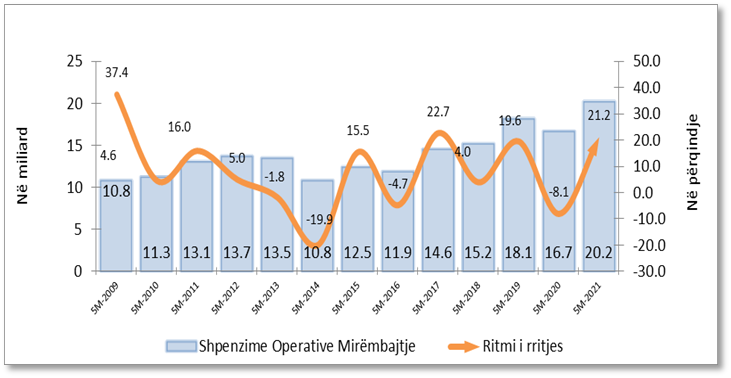 Në miliard
25
20
15
10
5
0
50.0
40.0
30.0
20.0
10.0
0.0
-10.0
-20.0
-30.0
Në përqindje
37.4
4.6
16.0
5.0
-1.8
-19.9
15.5
-4.7
22.7
4.0
19.6
-8.1
21.2
10.8
11.3
13.1
13.7
13.5
10.8
12.5
11.9
14.6
15.2
18.1
16.7
20.2
5M-2009
5M-2010
5M-2011
5M-2012
5M-2013
5M-2014
5M-2015
5M-2016
5M-2017
5M-2018
5M-2019
5M-2020
5M-2021
Shpenzime Operative Mirëmbajtje
Ritmi i rritjes